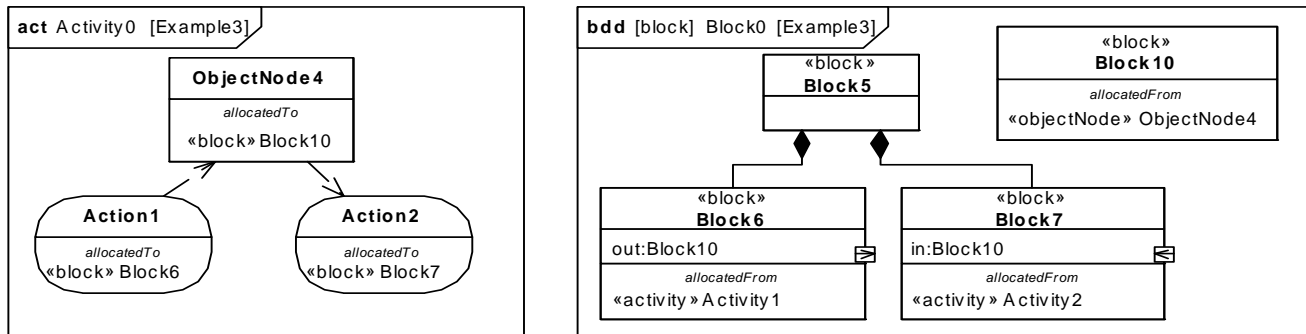 act Activity0 [Example3]
ObjectNode4
allocatedTo
«block» Block10
Action1
allocatedTo
«block» Block6
Action2
allocatedTo
«block» Block7
bdd [block] Block0 [Example3]
«block»
Block5
«block»
Block10
allocatedFrom
«objectNode» ObjectNode4
«block»
Block6
out:Block10
allocatedFrom
«activity» Activity1
«block»
Block7
in:Block10
allocatedFrom
«activity» Activity2